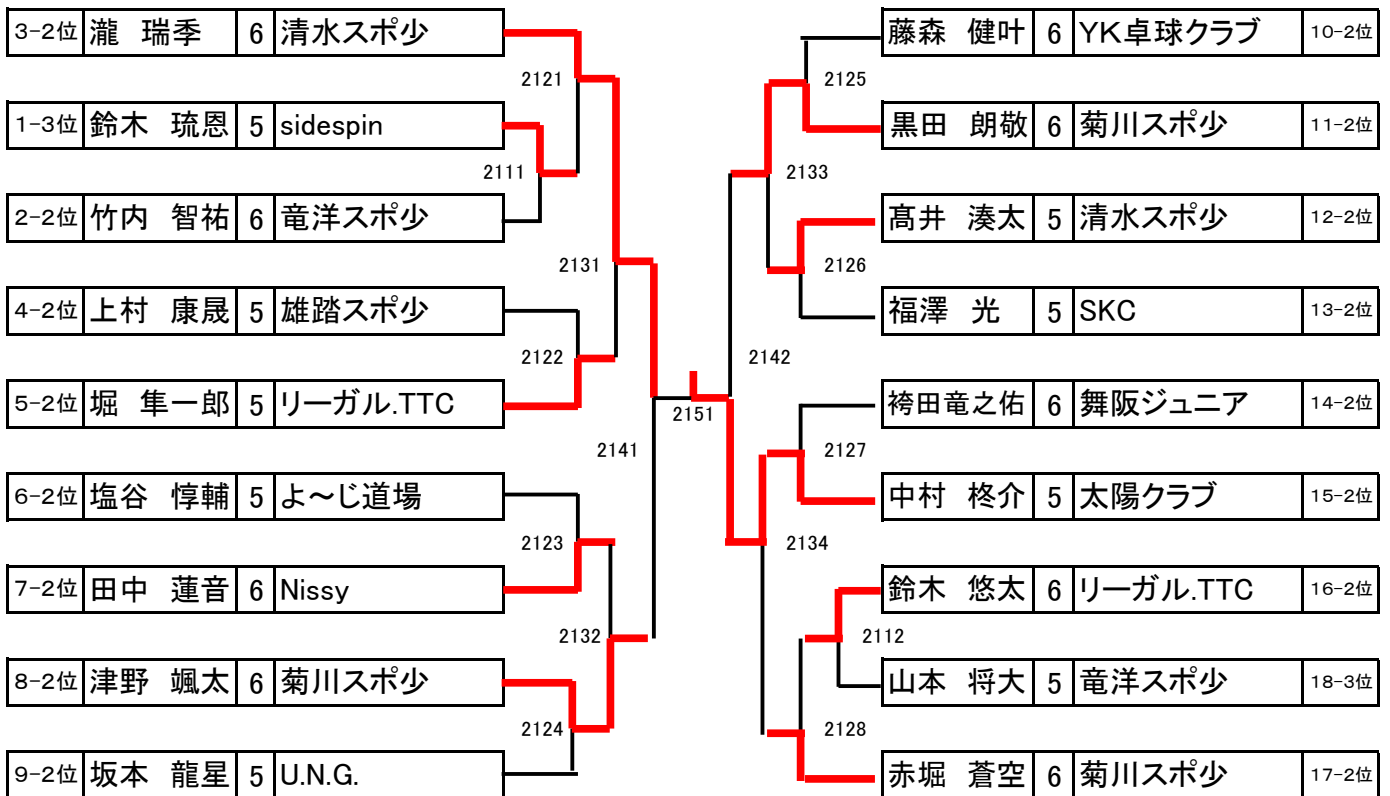 3-2位 瀧 瑞季 6 清水スポ少
2121
1-3位 鈴木 琉恩 5 sidespin
2111
2-2位 竹内 智祐 6 竜洋スポ少
2131
4-2位 上村 康晟 5 雄踏スポ少
2122
5-2位 堀 隼一郎 5 リーガル.TTC
2141
6-2位 塩谷 惇輔 5 よ～じ道場
2123
7-2位 田中 蓮音 6 Nissy
2132
8-2位 津野 颯太 6 菊川スポ少
2124
9-2位 坂本 龍星 5 U.N.G.
2151
藤森 健叶 6 YK卓球クラブ 10-2位
2125
黒田 朗敬 6 菊川スポ少 11-2位
2133
髙井 湊太 5 清水スポ少 12-2位
2126
福澤 光 5 SKC 13-2位
2142
袴田竜之佑 6 舞阪ジュニア 14-2位
2127
中村 柊介 5 太陽クラブ 15-2位
2134
鈴木 悠太 6 リーガル.TTC 16-2位
2112
山本 将大 5 竜洋スポ少 18-3位
2128
赤堀 蒼空 6 菊川スポ少 17-2位